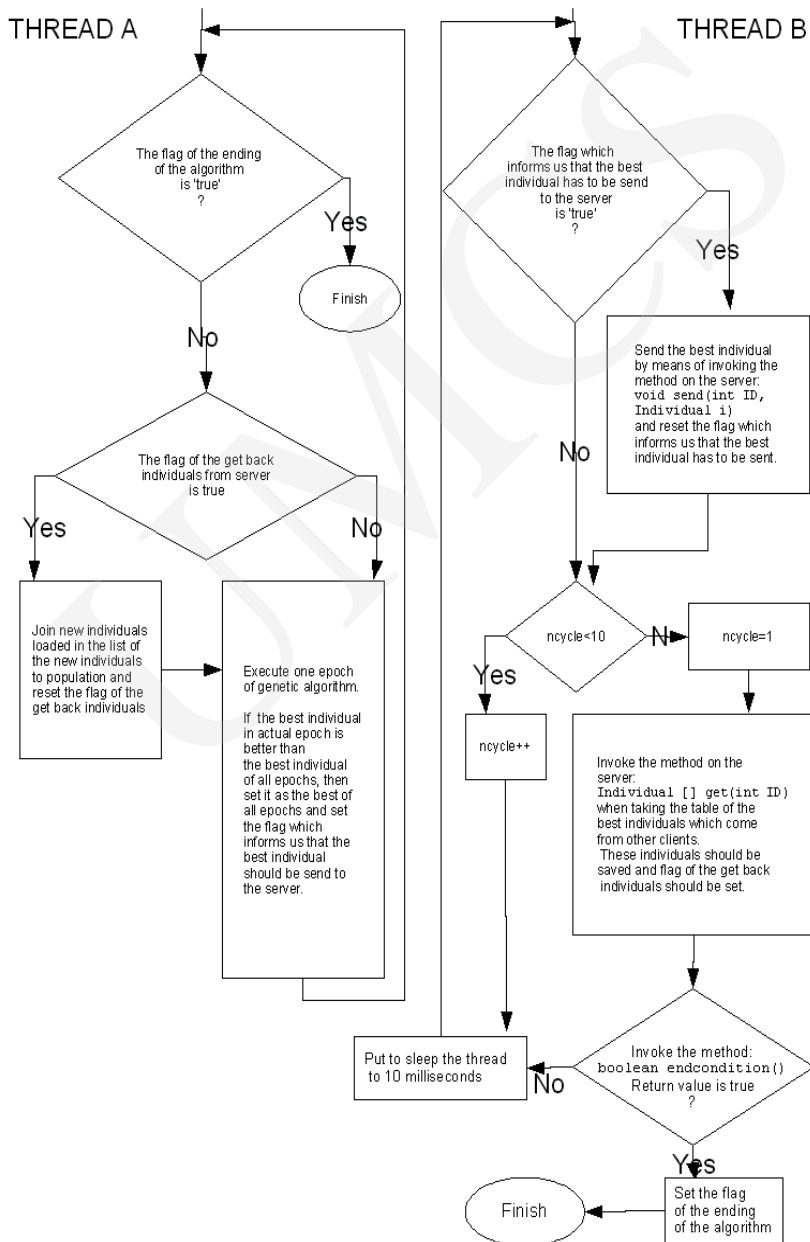 THREAD A
The flag of the ending
of the algorithm
is 'true'
?
Yes
Finish
No
The flag of the get back
individuals from server
is true
Yes
No
Join new individuals
loaded in the list of
the new individuals
to population and
reset the flag of the
get back individuals
Execute one epoch
of genetic algorithm.
If the best individual
in actual epoch is
better than
the best individual
of all epochs, then
set it as the best of
all epochs and set
the flag which
informs us that the
best individual
should be send to
the server.
THREAD B
The flag which
informs us that the best
individual has to be send
to the server
is 'true'
?
Yes
Send the best individual
by means of invoking the
method on the server:
void send(int ID,
Individual i)
and reset the flag which
informs us that the best
individual has to be sent.
No
ncycle<10
N
ncycle=1
Yes
ncycle++
Invoke the method on the
server:
Individual [] get(int ID)
when taking the table of the
best individuals which come
from other clients.
These individuals should be
saved and flag of the get back
individuals should be set.
Put to sleep the thread
to 10 milliseconds
No
Invoke the method:
boolean endcondition()
Return value is true
?
Yes
Set the flag
of the ending
of the algorithm
Finish
UMCS